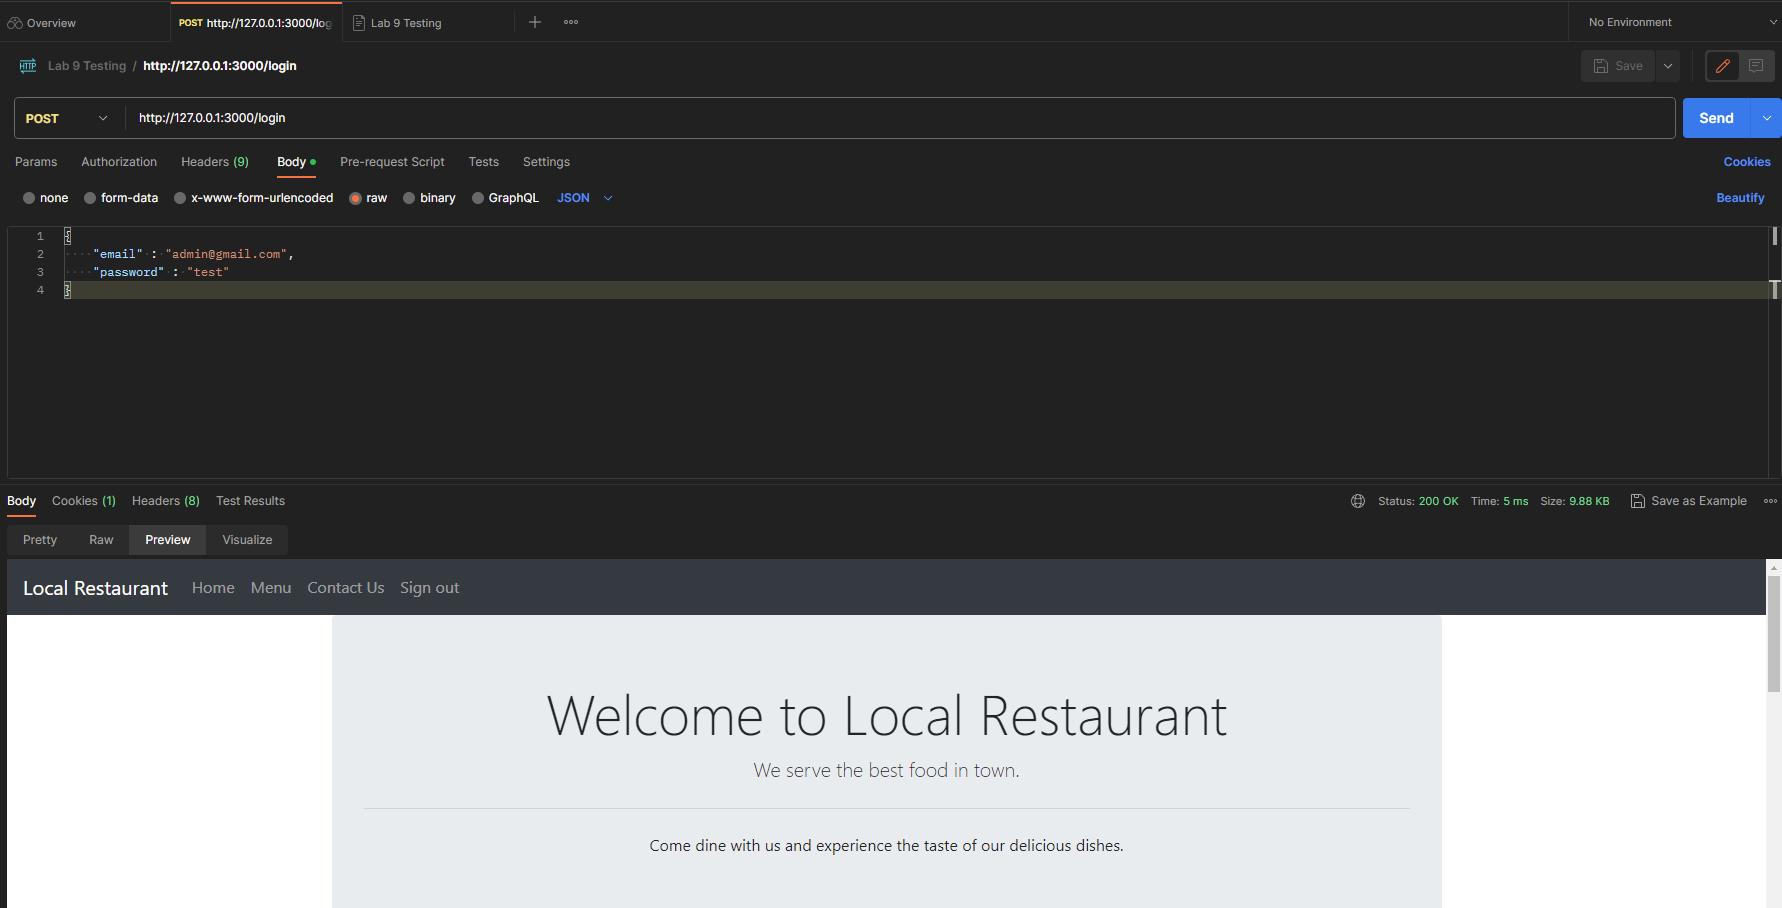 Overview
POST http://127.0.0.1:3000/log
Lab 9 Testing
No Environment
HTTP Lab 9 Testing / http://127.0.0.1:3000/login
Save
POST http://127.0.0.1:3000/login
Send
Params Authorization Headers (9) Body Pre-request Script Tests Settings Cookies
none form-data x-www-form-urlencoded raw binary GraphQL JSON Beautify
1 {
2 "email" : "admin@gmail.com",
3 "password" : "test"
4 }
Body Cookies (1) Headers (8) Test Results Status: 200 OK Time: 5 ms Size: 9.88 KB Save as Example
Pretty Raw Preview Visualize
Local Restaurant Home Menu Contact Us Sign out
Welcome to Local Restaurant
We serve the best food in town.
Come dine with us and experience the taste of our delicious dishes.